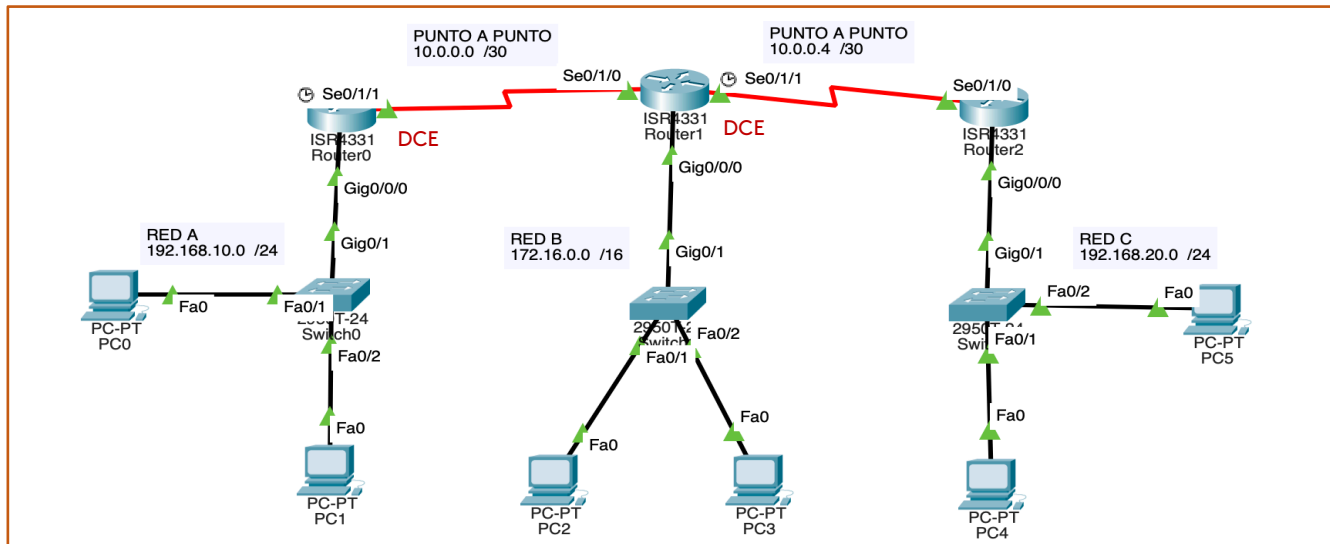 PUNTO A PUNTO
10.0.0.0 /30
PUNTO A PUNTO
10.0.0.4 /30
Se0/1/1
DCE
ISR4331
Router0
Se0/1/0
Se0/1/1
DCE
ISR4331
Router1
Se0/1/0
ISR4331
Router2
Gig0/0/0
Gig0/0/0
Gig0/0/0
RED A
192.168.10.0 /24
Gig0/1
RED B
172.16.0.0 /16
Gig0/1
Gig0/1
RED C
192.168.20.0 /24
PC-PT
PC0
Fa0
Fa0/1
Switch0
Fa0/2
Fa0
PC-PT
PC1
Fa0/1
Fa0/2
Fa0
Fa0
PC-PT
PC2
PC-PT
PC3
Fa0/2
Fa0
Fa0/1
PC-PT
PC5
Fa0
PC-PT
PC4